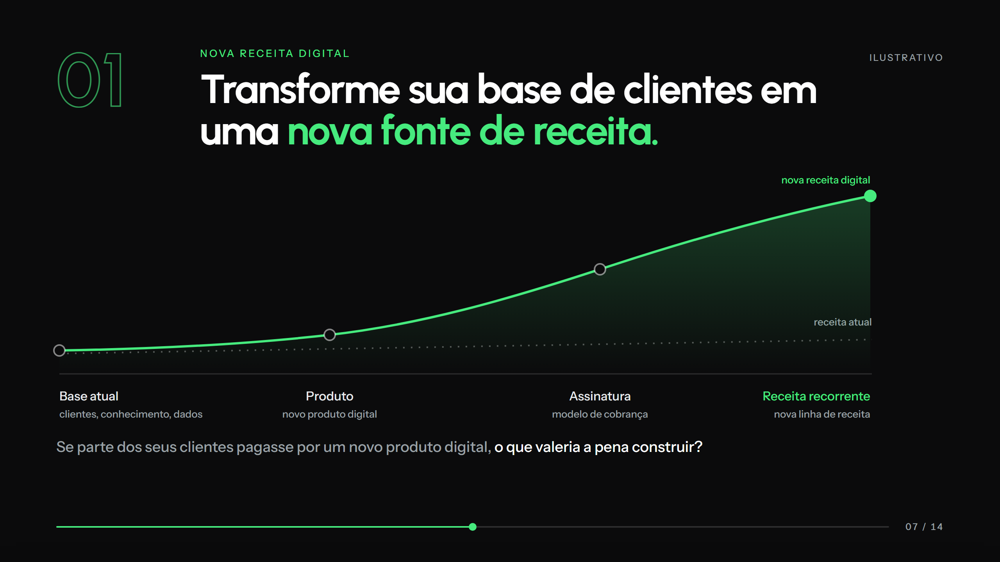 01
NOVA RECEITA DIGITAL
ILUSTRATIVO
Transforme sua base de clientes em
uma nova fonte de receita.
nova receita digital
receita atual
Base atual
clientes, conhecimento, dados
Produto
novo produto digital
Assinatura
modelo de cobrança
Receita recorrente
nova linha de receita
Se parte dos seus clientes pagasse por um novo produto digital, o que valeria a pena construir?
07 / 14